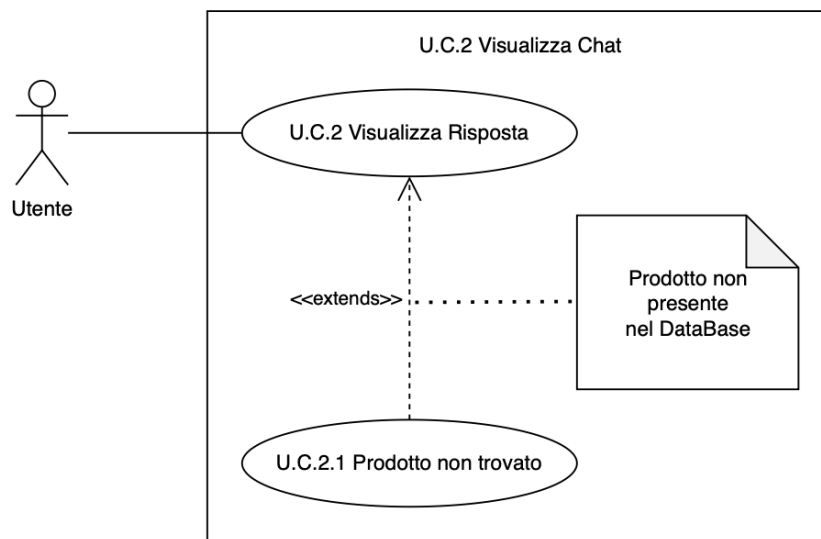 U.C.2 Visualizza Chat
U.C.2 Visualizza Risposta
Utente
<<extends>>
Prodotto non
presente
nel DataBase
U.C.2.1 Prodotto non trovato